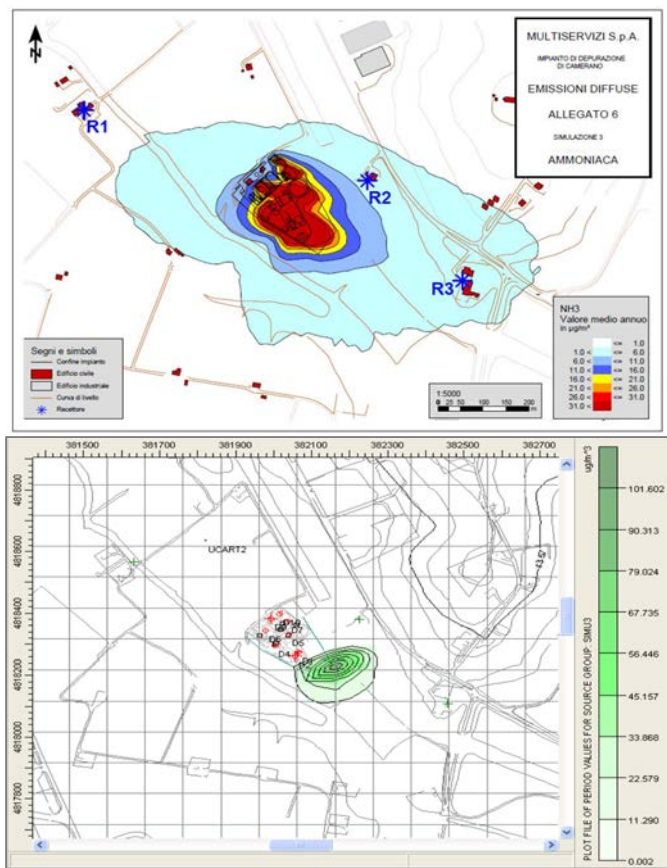 MULTISERVIZI S.p.A.
IMPIANTO DI DEPURAZIONE
DI CAMERANO
EMISSIONI DIFFUSE
ALLEGATO 6
SIMULAZIONE 3
AMMONIACA
N
R1
R2
R3
Segni e simboli
Confine impianto
Edificio civile
Edificio industriale
Curva di livello
Recettore
1:5000
0 25 50 100 150 200
m
NH3
Valore medio annuo
in µg/m³
<= 1.0
1.0 < <= 6.0
6.0 < <= 11.0
11.0 < <= 16.0
16.0 < <= 21.0
21.0 < <= 26.0
26.0 < <= 31.0
31.0 <
381500 381700 381900 382100 382300 382500 382700
4818800
4818600
4818400
4818200
4818000
4817800
UCART2
D7
D5
D4
ug/m^3
101.602
90.313
79.024
67.735
56.446
45.157
33.868
22.579
11.290
0.002
PLOT FILE OF PERIOD VALUES FOR SOURCE GROUP: SIMU3